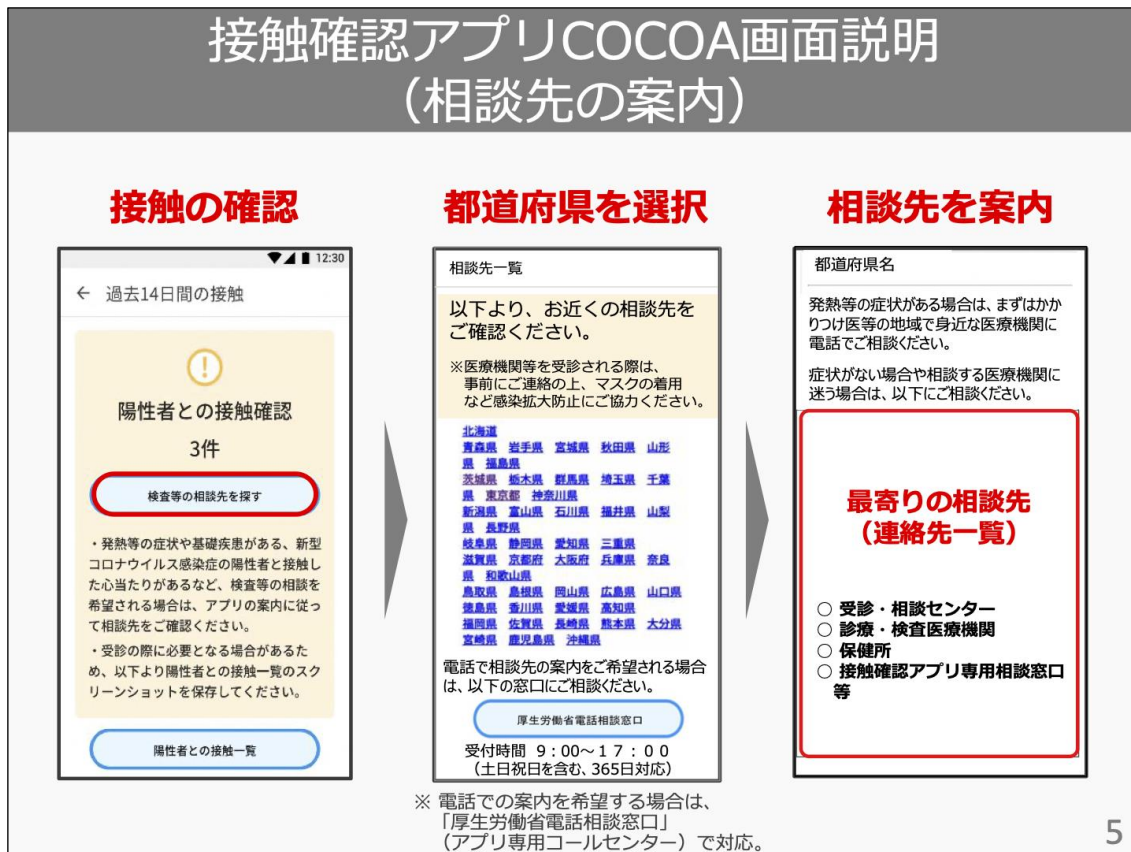 接触確認アプリCOCOA画面説明
（相談先の案内）
接触の確認
12:30
← 過去14日間の接触
陽性者との接触確認
3件
検査等の相談先を探す
・発熱等の症状や基礎疾患がある、新型
コロナウイルス感染症の陽性者と接触し
た心当たりがあるなど、検査等の相談を
希望される場合は、アプリの案内に従っ
て相談先をご確認ください。
・受診の際に必要となる場合があるた
め、以下より陽性者との接触一覧のスク
リーンショットを保存してください。
陽性者との接触一覧
都道府県を選択
相談先一覧
以下より、お近くの相談先を
ご確認ください。
※医療機関等を受診される際は、
事前にご連絡の上、マスクの着用
など感染拡大防止にご協力ください。
北海道
青森県 岩手県 宮城県 秋田県 山形
県 福島県
茨城県 栃木県 群馬県 埼玉県 千葉
県 東京都 神奈川県
新潟県 富山県 石川県 福井県 山梨
県 長野県
岐阜県 静岡県 愛知県 三重県
滋賀県 京都府 大阪府 兵庫県 奈良
県 和歌山県
鳥取県 島根県 岡山県 広島県 山口県
徳島県 香川県 愛媛県 高知県
福岡県 佐賀県 長崎県 熊本県 大分県
宮崎県 鹿児島県 沖縄県
電話で相談先の案内をご希望される場合
は、以下の窓口にご相談ください。
厚生労働省電話相談窓口
受付時間 9：00～17：00
（土日祝日を含む、365日対応）
※ 電話での案内を希望する場合は、
「厚生労働省電話相談窓口」
（アプリ専用コールセンター）で対応。
相談先を案内
都道府県名
発熱等の症状がある場合は、まずはかか
りつけ医等の地域で身近な医療機関に
電話でご相談ください。
症状がない場合や相談する医療機関に
迷う場合は、以下にご相談ください。
最寄りの相談先
（連絡先一覧）
○ 受診・相談センター
○ 診療・検査医療機関
○ 保健所
○ 接触確認アプリ専用相談窓口
等
5